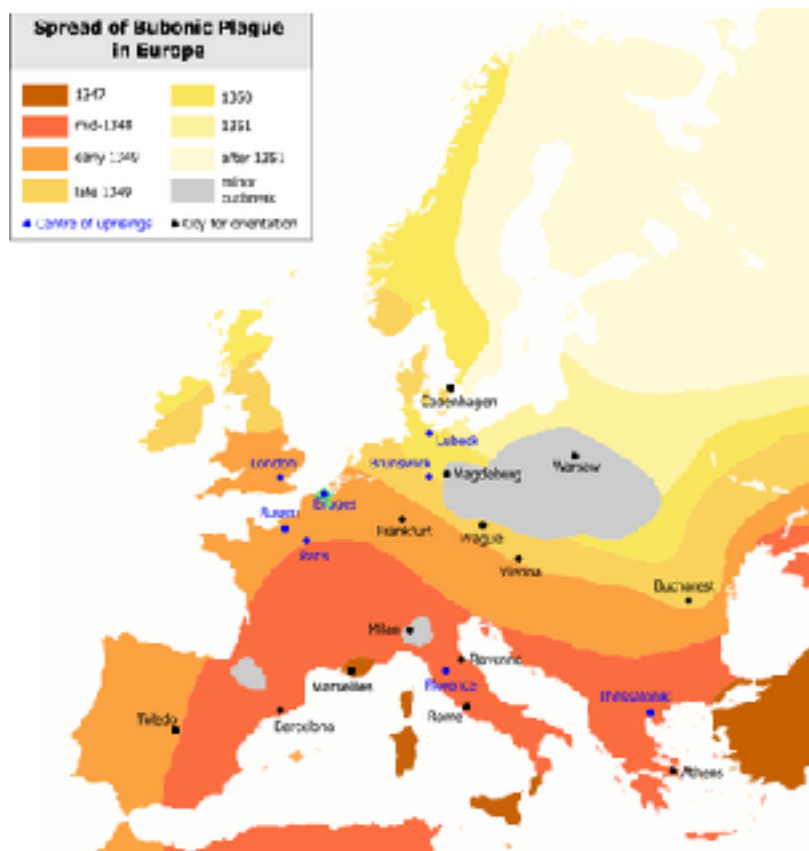 Spread of Bubonic Plague
in Europe
1347
mid-1348
early 1349
late 1349
1350
1351
after 1351
minor
outbreak
Centre of uprisings
City for orientation
Copenhagen
Lubeck
London
Brunswick
Magdeburg
Warsaw
Bruges
Frankfurt
Prague
Paris
Vienna
Bucharest
Milan
Ravenna
Marseilles
Florence
Thessalonic
Toledo
Barcelona
Rome
Athens